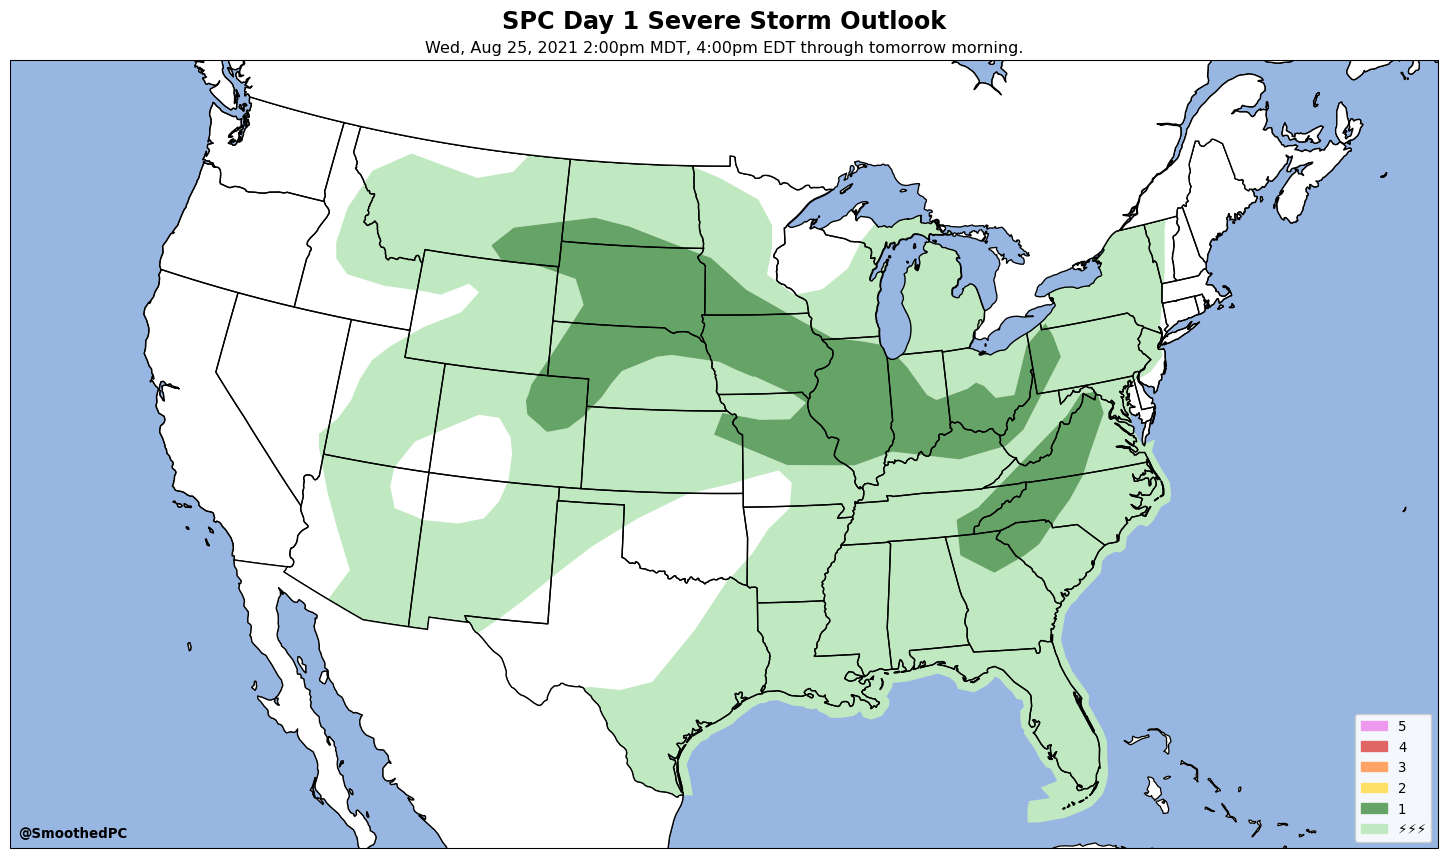 SPC Day 1 Severe Storm Outlook
Wed, Aug 25, 2021 2:00pm MDT, 4:00pm EDT through tomorrow morning.
5
4
3
2
1
⚡⚡⚡
@SmoothedPC